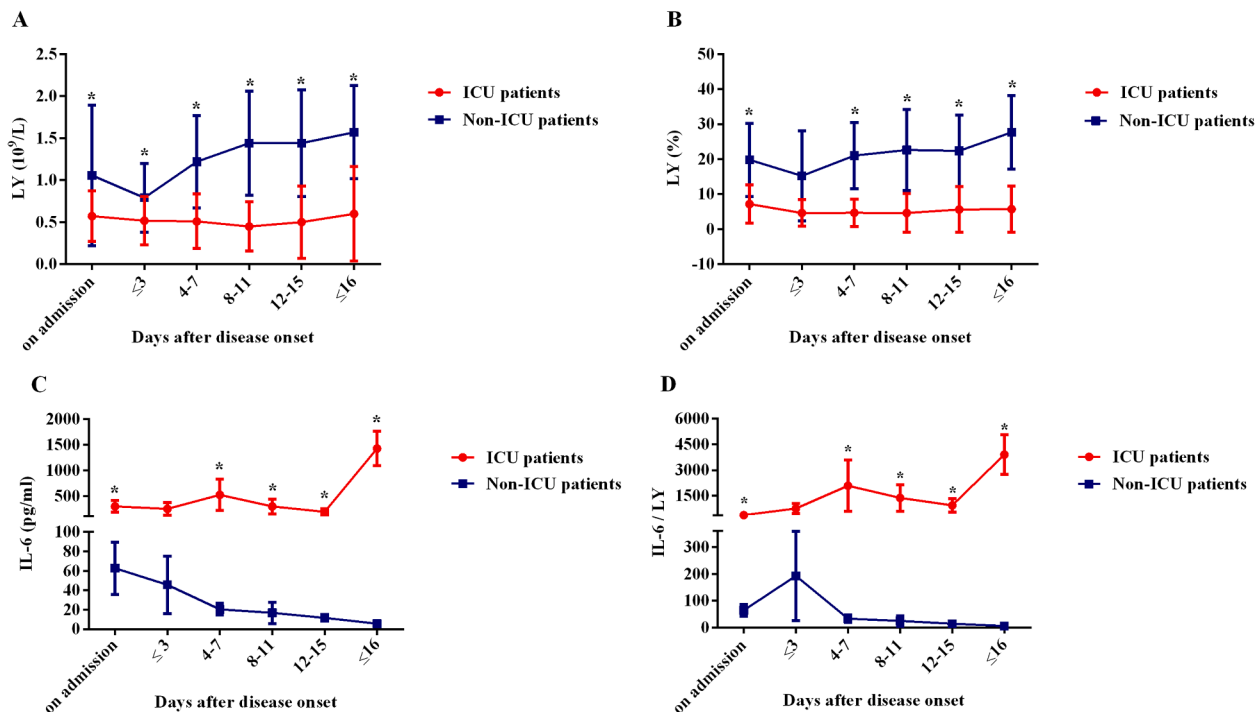 A
LY (10⁹/L)
2.5
2.0
1.5
1.0
0.5
0.0
* * * * * *
on admission
≤3
4-7
8-11
12-15
≤16
Days after disease onset
ICU patients
Non-ICU patients
B
LY (%)
50
40
30
20
10
0
-10
* * * * *
on admission
≤3
4-7
8-11
12-15
≤16
Days after disease onset
ICU patients
Non-ICU patients
C
IL-6 (pg/ml)
2000
1500
1000
500
100
80
60
40
20
0
* * * * *
on admission
≤3
4-7
8-11
12-15
≤16
Days after disease onset
ICU patients
Non-ICU patients
D
IL-6 / LY
6000
4500
3000
1500
300
200
100
0
* * * * *
on admission
≤3
4-7
8-11
12-15
≤16
Days after disease onset
ICU patients
Non-ICU patients